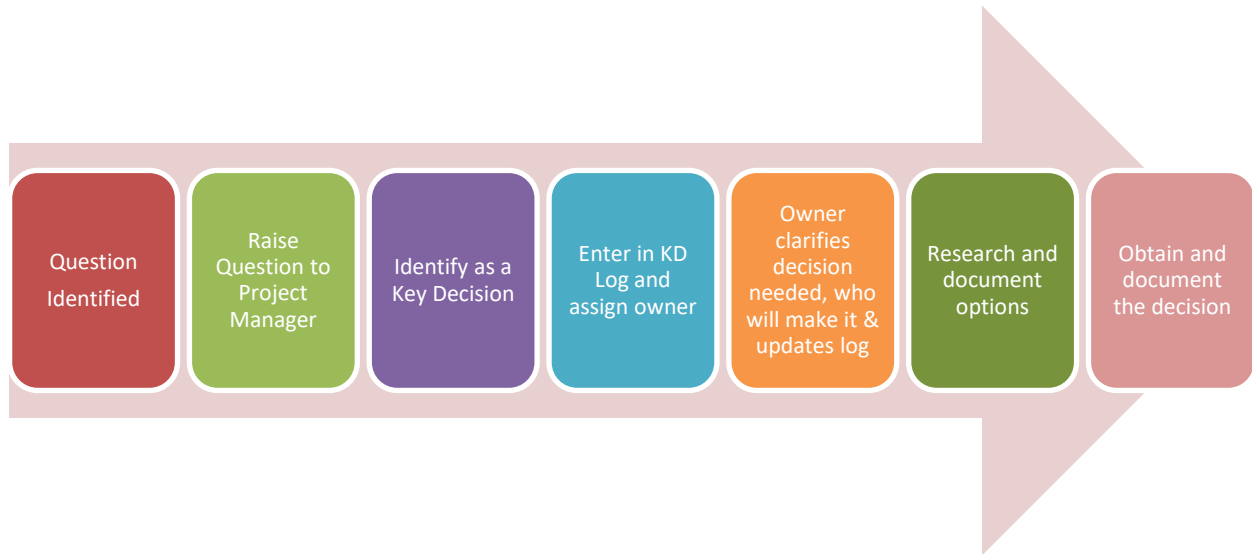 Question
Identified
Raise
Question to
Project
Manager
Identify as a
Key Decision
Enter in KD
Log and
assign owner
Owner
clarifies
decision
needed, who
will make it &
updates log
Research and
document
options
Obtain and
document
the decision